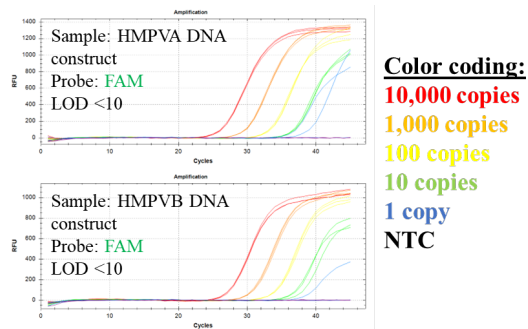 Amplification
Sample: HMPVA DNA
construct
Probe: FAM
LOD <10
1400
1200
1000
800
600
400
200
0
RFU
0 10 20 30 40
Cycles
Amplification
Sample: HMPVB DNA
construct
Probe: FAM
LOD <10
1000
800
600
400
200
0
RFU
0 10 20 30 40
Cycles
Color coding:
10,000 copies
1,000 copies
100 copies
10 copies
1 copy
NTC